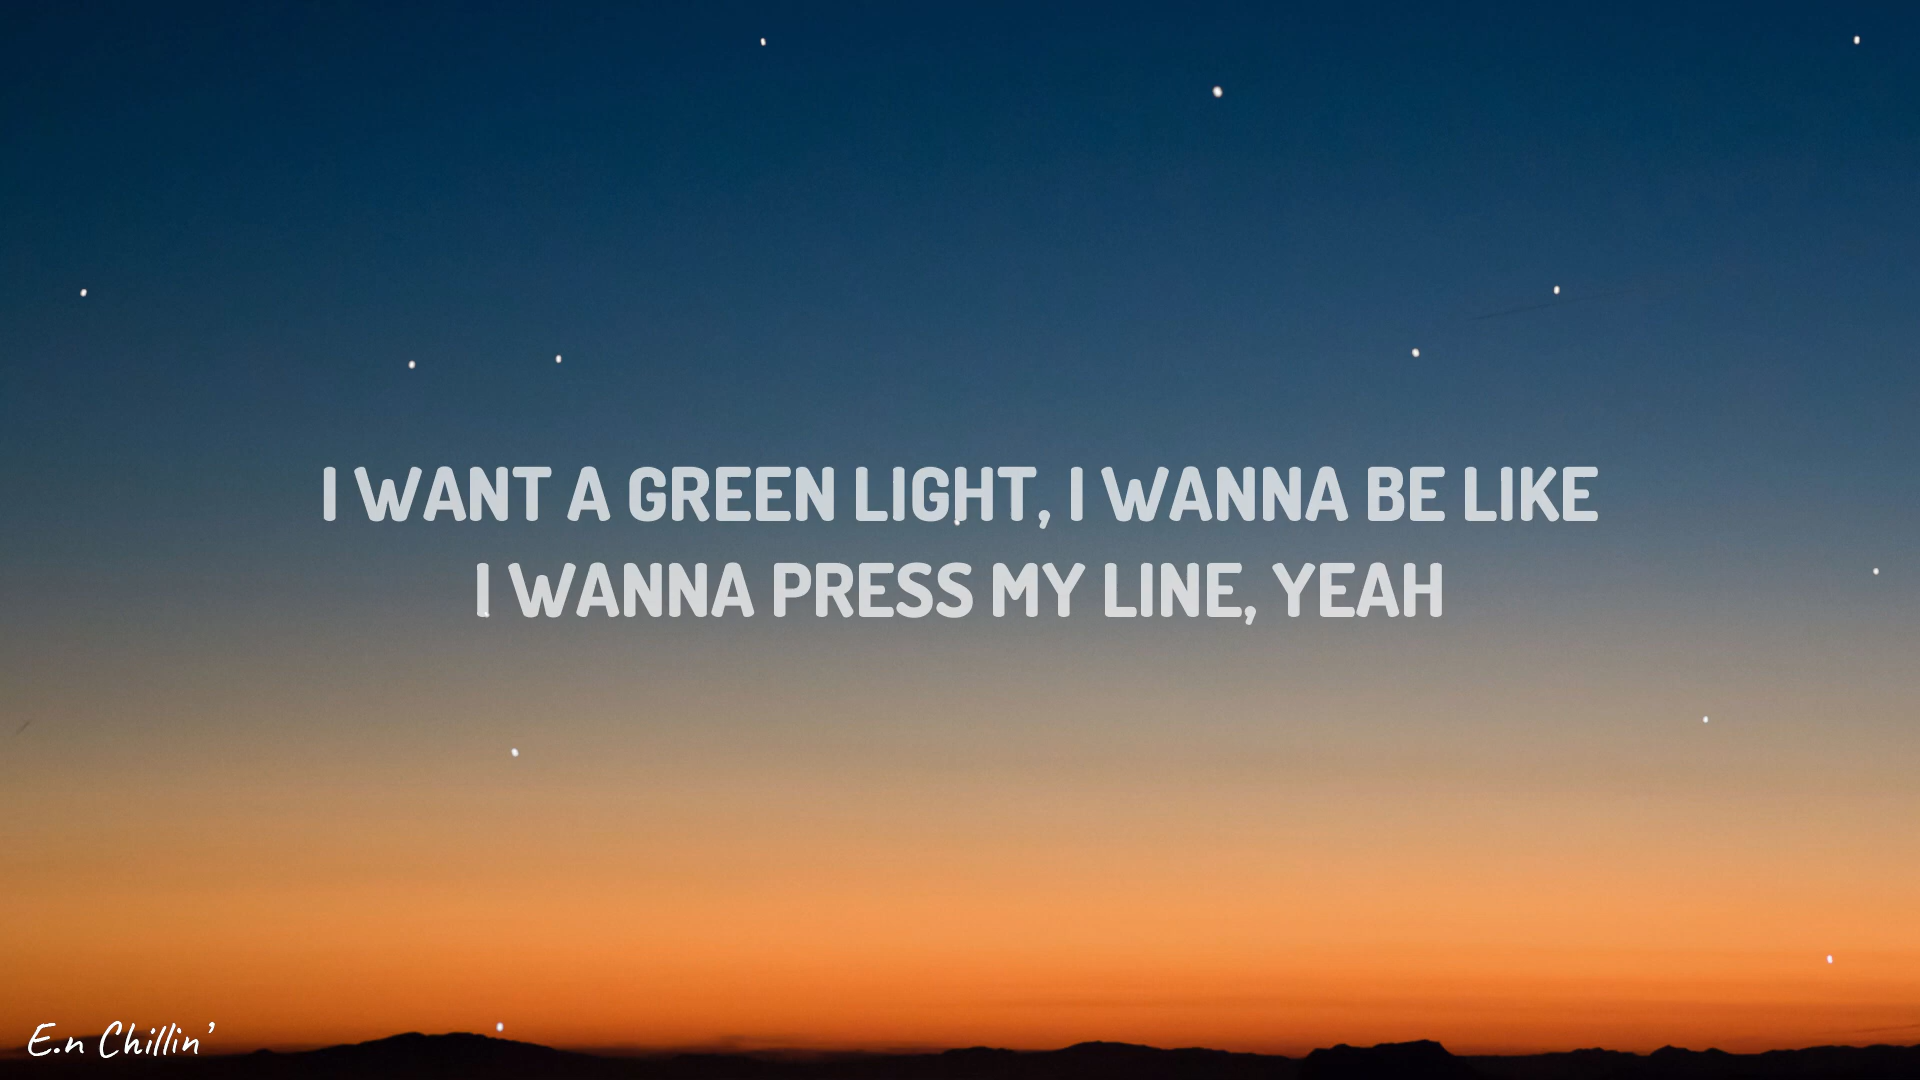 I WANT A GREEN LIGHT, I WANNA BE LIKE
I WANNA PRESS MY LINE, YEAH
E.n Chillin'